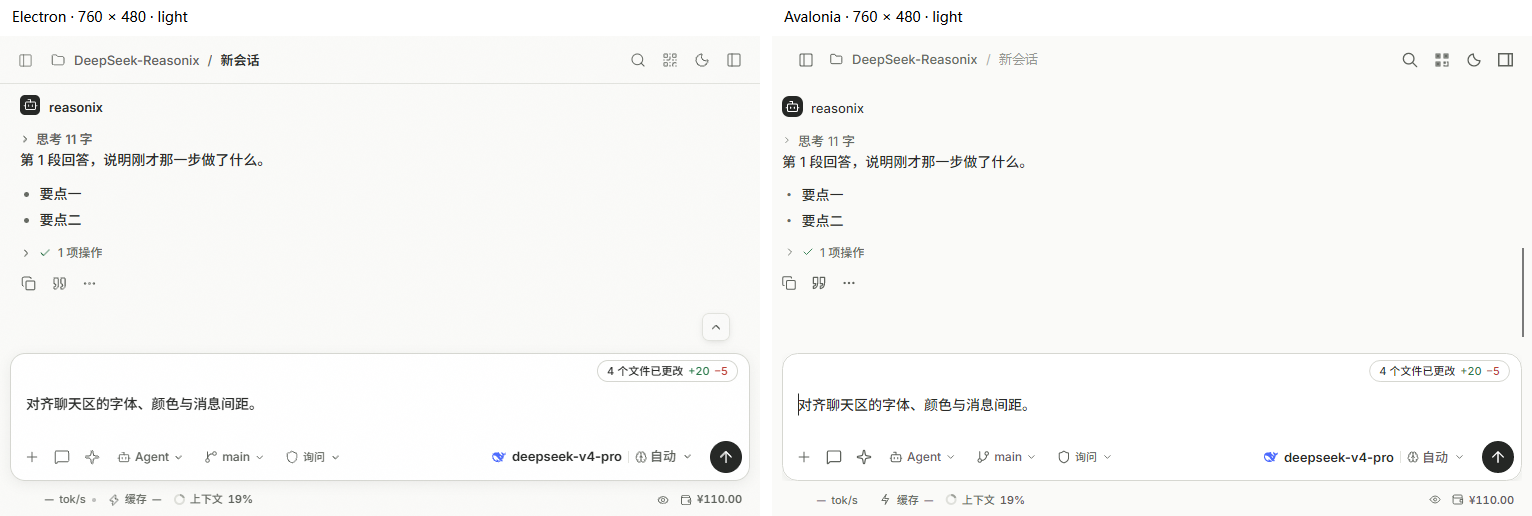 Electron · 760 × 480 · light
DeepSeek-Reasonix / 新会话
reasonix
思考 11 字
第 1 段回答，说明刚才那一步做了什么。
• 要点一
• 要点二
1 项操作
4 个文件已更改 +20 −5
对齐聊天区的字体、颜色与消息间距。
Agent main 询问 deepseek-v4-pro 自动
— tok/s 缓存 — 上下文 19% ¥110.00
Avalonia · 760 × 480 · light
DeepSeek-Reasonix / 新会话
reasonix
思考 11 字
第 1 段回答，说明刚才那一步做了什么。
• 要点一
• 要点二
1 项操作
4 个文件已更改 +20 −5
对齐聊天区的字体、颜色与消息间距。
Agent main 询问 deepseek-v4-pro 自动
— tok/s 缓存 — 上下文 19% ¥110.00